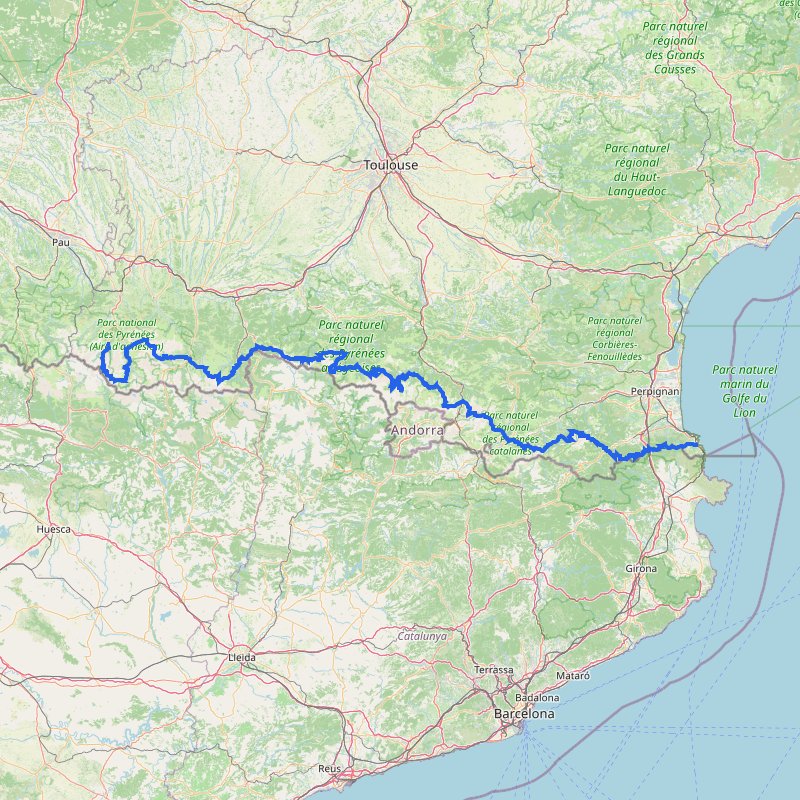 Parc naturel
régional
des Grands
Causses
Toulouse
Parc naturel
régional
du Haut-
Languedoc
Pau
Parc national
des Pyrénées
(Aire d'adhésion)
Parc naturel
régional
des Pyrénées
Parc naturel
régional
Corbières-
Fenouillèdes
Parc naturel
marin du
Golfe du
Lion
Perpignan
Parc naturel
régional
des Pyrénées
catalanes
Andorra
Huesca
Girona
Catalunya
Lleida
Terrassa
Mataró
Badalona
Barcelona
Reus